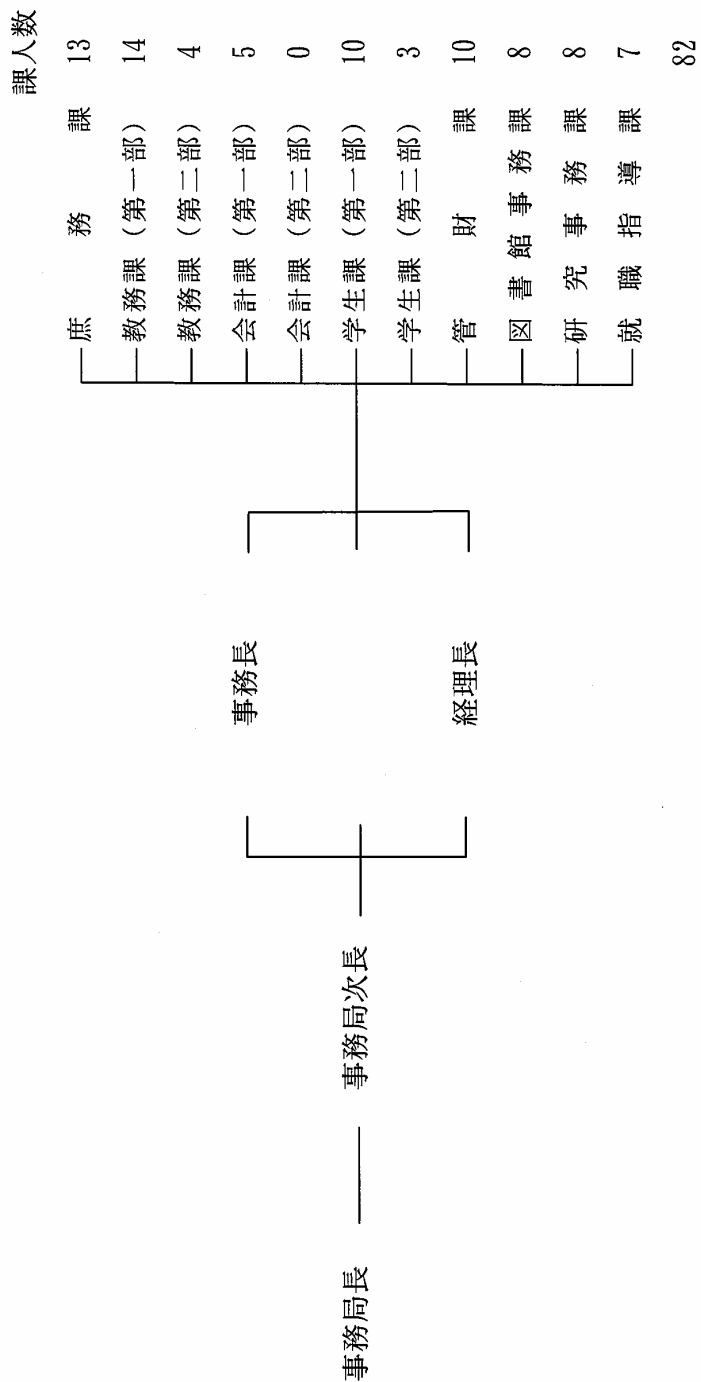 課人数
事務局長
事務局次長
事務長
経理長
庶務課 13
教務課(第一部) 14
教務課(第二部) 4
会計課(第一部) 5
会計課(第二部) 0
学生課(第一部) 10
学生課(第二部) 3
管財課 10
図書館事務課 8
研究事務課 8
就職指導課 7
82